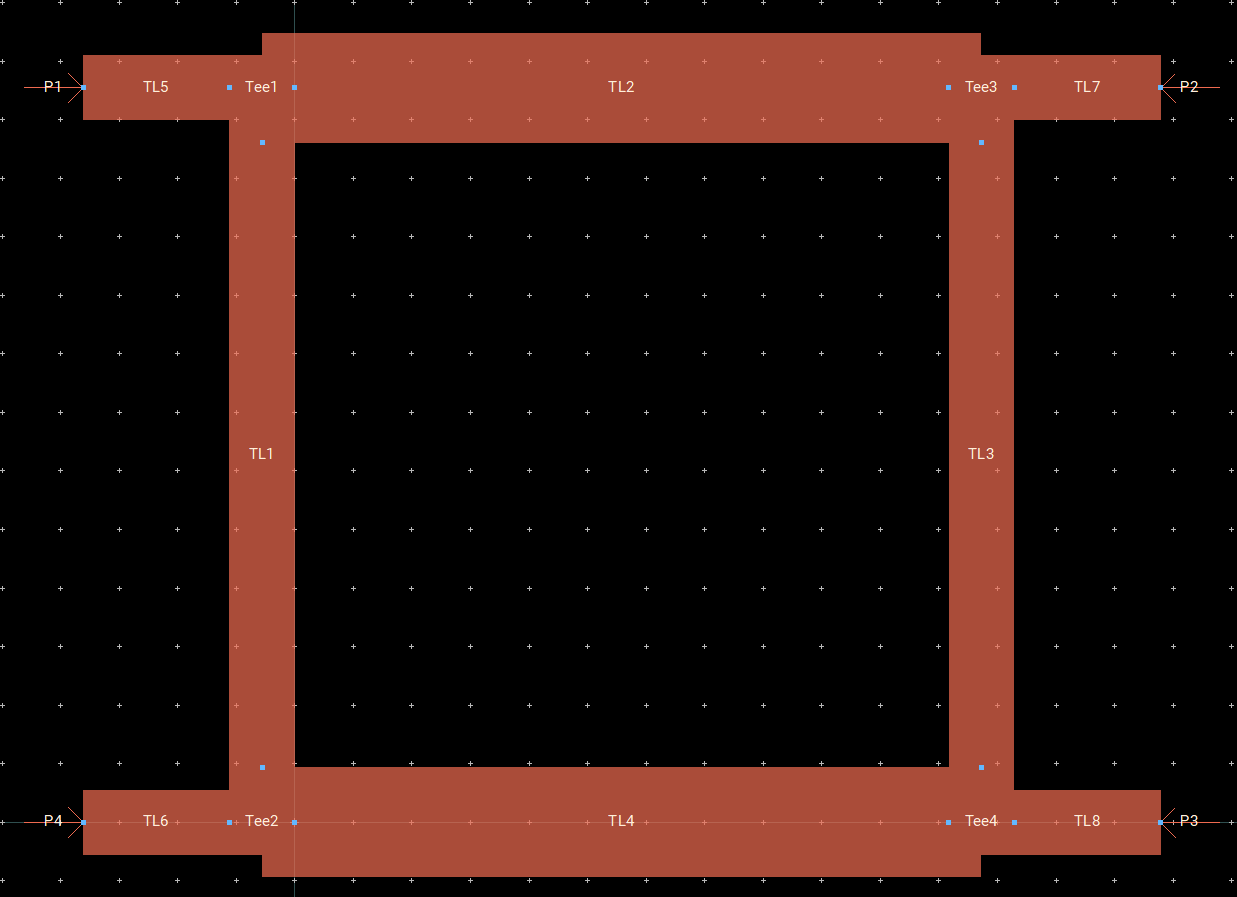 P1 TL5 Tee1 TL2 Tee3 TL7 P2
TL1 TL3
P4 TL6 Tee2 TL4 Tee4 TL8 P3